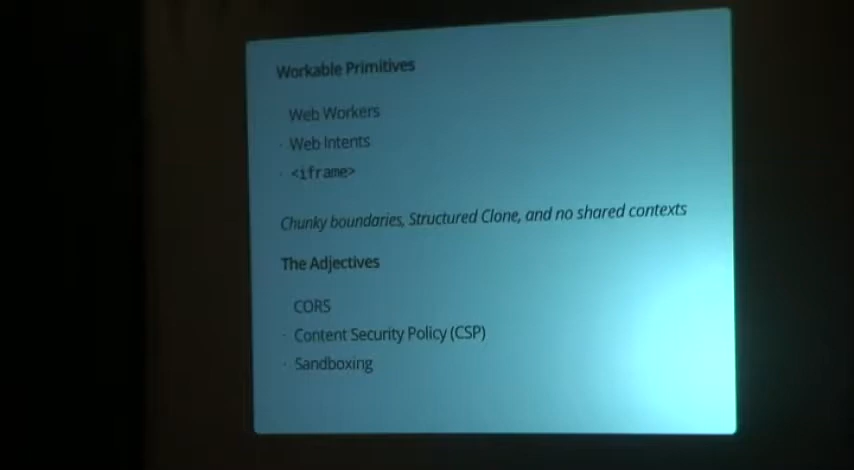 Workable Primitives
Web Workers
· Web Intents
· <iframe>
Chunky boundaries, Structured Clone, and no shared contexts
The Adjectives
CORS
· Content Security Policy (CSP)
· Sandboxing